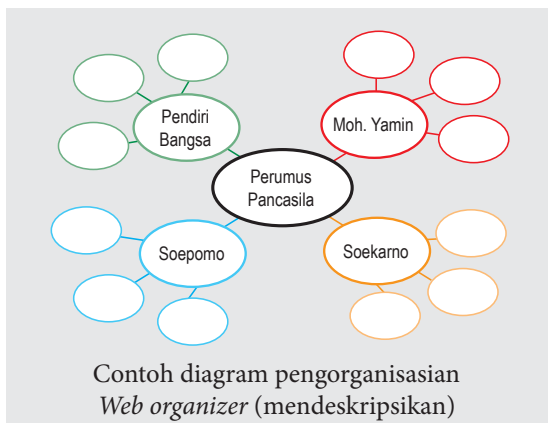 Pendiri
Bangsa
Moh. Yamin
Perumus
Pancasila
Soepomo
Soekarno
Contoh diagram pengorganisasian
Web organizer (mendeskripsikan)